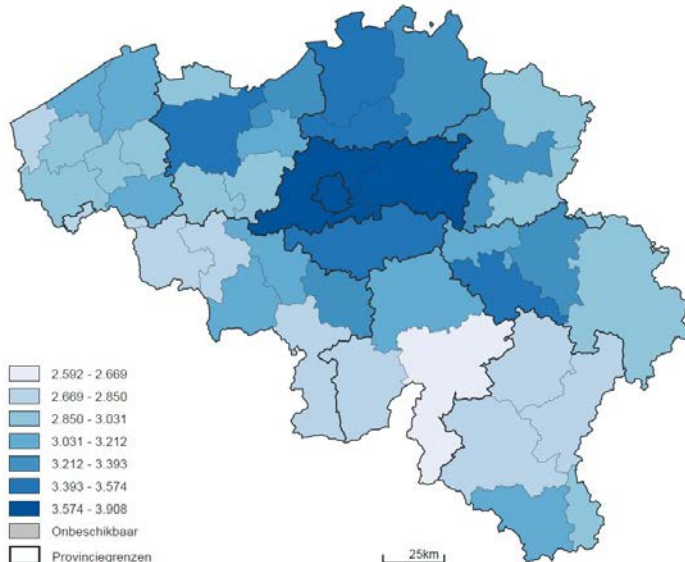 2.592 - 2.669
2.669 - 2.850
2.850 - 3.031
3.031 - 3.212
3.212 - 3.393
3.393 - 3.574
3.574 - 3.908
Onbeschikbaar
Provinciegrenzen
25km